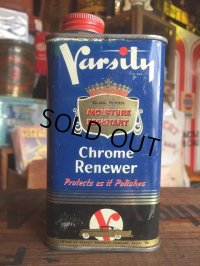 Varsity
MOISTURE
RESISTANT
SOLD OUT
Chrome
Renewer
Protects as it Polishes